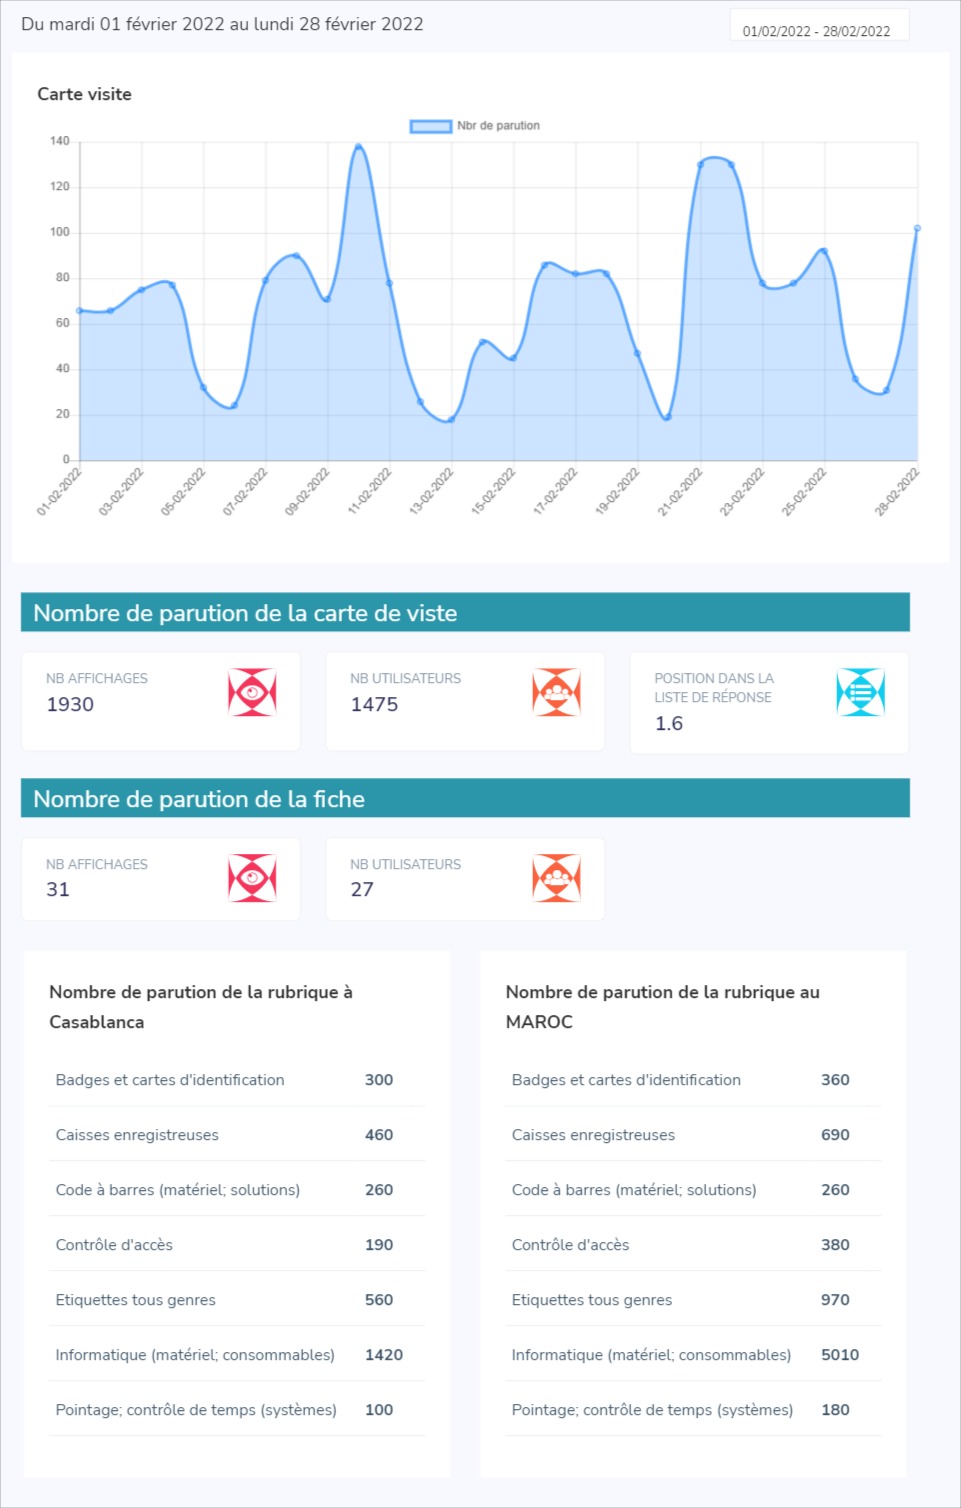 Du mardi 01 février 2022 au lundi 28 février 2022
01/02/2022 - 28/02/2022
Carte visite
Nbr de parution
140
120
100
80
60
40
20
0
01-02-2022
03-02-2022
05-02-2022
07-02-2022
09-02-2022
11-02-2022
13-02-2022
15-02-2022
17-02-2022
19-02-2022
21-02-2022
23-02-2022
25-02-2022
28-02-2022
Nombre de parution de la carte de viste
NB AFFICHAGES
1930
NB UTILISATEURS
1475
POSITION DANS LA
LISTE DE RÉPONSE
1.6
Nombre de parution de la fiche
NB AFFICHAGES
31
NB UTILISATEURS
27
Nombre de parution de la rubrique à
Casablanca
Badges et cartes d'identification 300
Caisses enregistreuses 460
Code à barres (matériel; solutions) 260
Contrôle d'accès 190
Etiquettes tous genres 560
Informatique (matériel; consommables) 1420
Pointage; contrôle de temps (systèmes) 100
Nombre de parution de la rubrique au
MAROC
Badges et cartes d'identification 360
Caisses enregistreuses 690
Code à barres (matériel; solutions) 260
Contrôle d'accès 380
Etiquettes tous genres 970
Informatique (matériel; consommables) 5010
Pointage; contrôle de temps (systèmes) 180